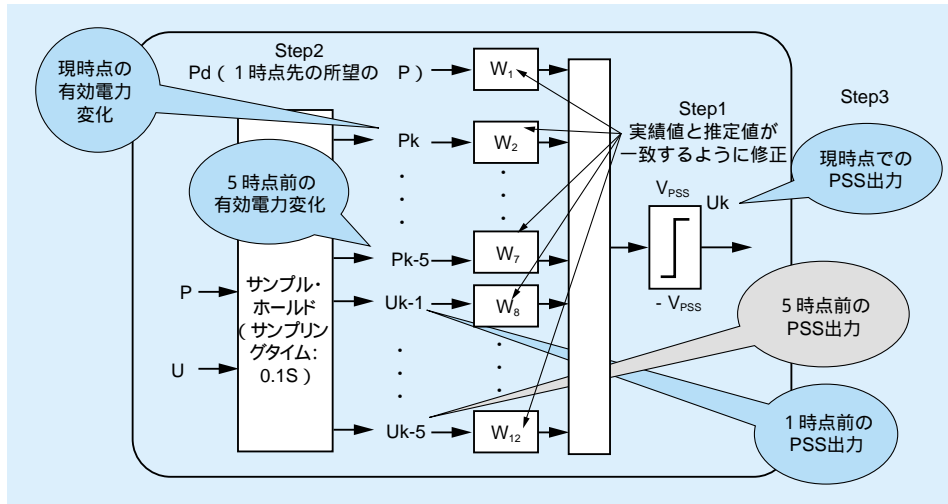 現時点の
有効電力
変化
Step2
Pd（１時点先の所望の P）
W1
Pk
W2
・
・
・
・
・
・
5時点前の
有効電力変化
Pk-5
W7
P
サンプル・
ホールド
（サンプリン
グタイム：
0.1S）
U
Uk-1
W8
・
・
・
・
・
・
Uk-5
W12
Step1
実績値と推定値が
一致するように修正
VPSS
- VPSS
Uk
Step3
現時点での
PSS出力
5時点前の
PSS出力
1時点前の
PSS出力